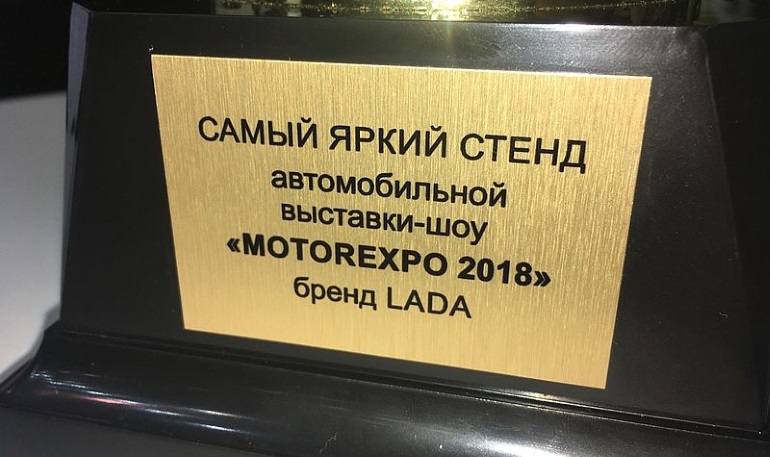 САМЫЙ ЯРКИЙ СТЕНД
автомобильной
выставки-шоу
«MOTOREXPO 2018»
бренд LADA